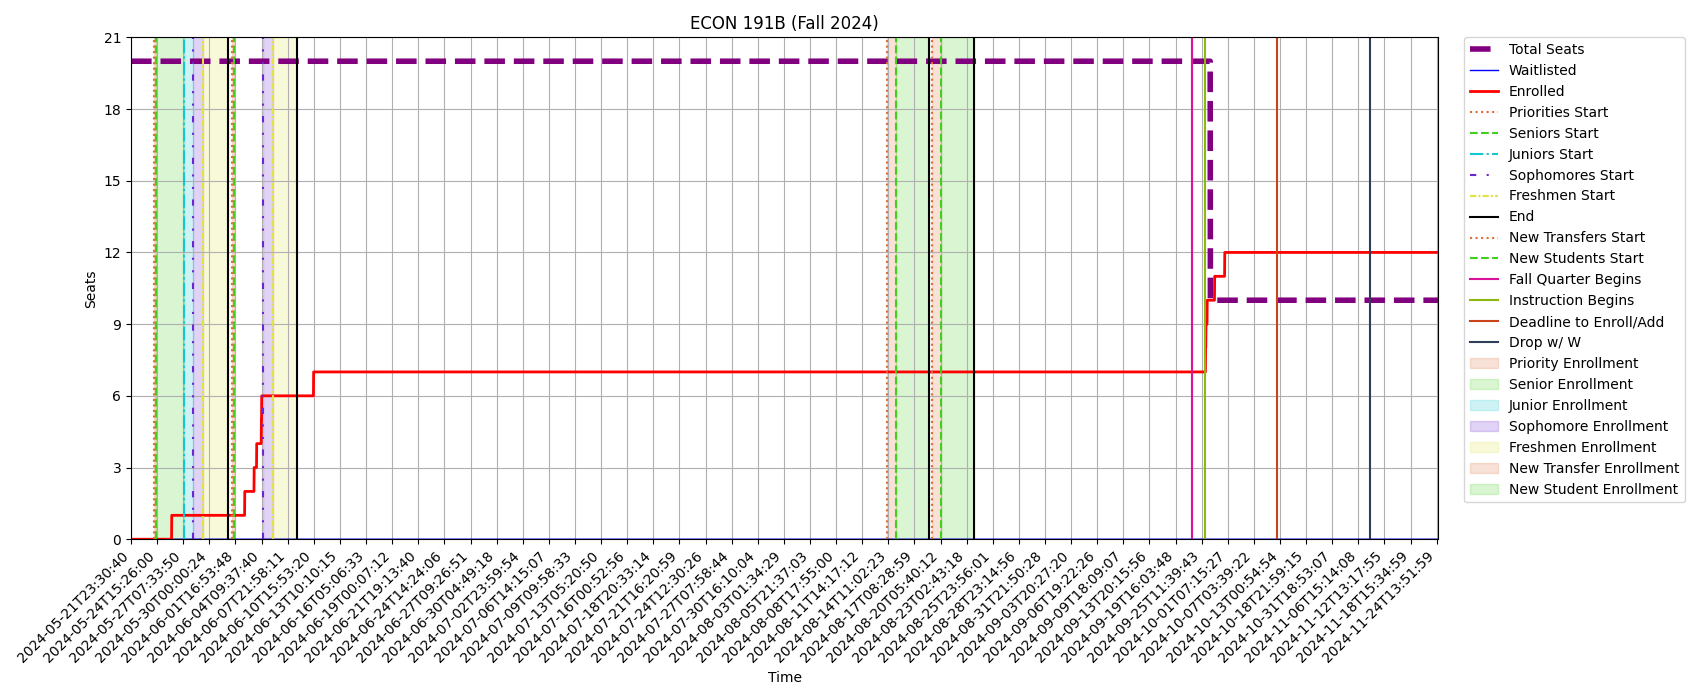 ECON 191B (Fall 2024)
21
18
15
12
9
6
3
0
Seats
2024-05-21T23:30:40
2024-05-24T15:26:00
2024-05-27T07:33:50
2024-05-30T00:00:24
2024-06-01T16:53:48
2024-06-04T09:37:40
2024-06-07T21:58:11
2024-06-10T15:53:20
2024-06-13T10:10:15
2024-06-16T05:06:33
2024-06-19T00:07:12
2024-06-21T19:13:40
2024-06-24T14:24:06
2024-06-27T09:26:51
2024-06-30T04:49:18
2024-07-02T23:59:54
2024-07-06T14:15:07
2024-07-09T09:58:33
2024-07-13T05:20:50
2024-07-16T00:52:56
2024-07-18T20:33:14
2024-07-21T16:20:59
2024-07-24T12:30:26
2024-07-27T07:58:44
2024-07-30T16:10:04
2024-08-03T01:34:29
2024-08-05T21:37:03
2024-08-08T17:55:00
2024-08-11T14:17:12
2024-08-14T11:02:23
2024-08-17T08:28:59
2024-08-20T05:40:12
2024-08-23T02:43:18
2024-08-25T23:56:01
2024-08-28T23:14:56
2024-08-31T21:50:28
2024-09-03T20:27:20
2024-09-06T19:22:26
2024-09-09T18:09:07
2024-09-13T20:15:56
2024-09-19T16:03:48
2024-09-25T11:39:43
2024-10-01T07:15:27
2024-10-07T03:39:22
2024-10-13T00:54:54
2024-10-18T21:59:15
2024-10-31T18:53:07
2024-11-06T15:14:08
2024-11-12T13:17:55
2024-11-18T15:34:59
2024-11-24T13:51:59
Time
Total Seats
Waitlisted
Enrolled
Priorities Start
Seniors Start
Juniors Start
Sophomores Start
Freshmen Start
End
New Transfers Start
New Students Start
Fall Quarter Begins
Instruction Begins
Deadline to Enroll/Add
Drop w/ W
Priority Enrollment
Senior Enrollment
Junior Enrollment
Sophomore Enrollment
Freshmen Enrollment
New Transfer Enrollment
New Student Enrollment